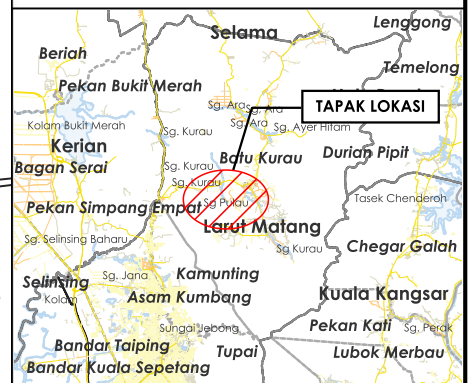 Lenggong
Selama
Beriah
Temelong
Pekan Bukit Merah
TAPAK LOKASI
Sg. Ara
Sg. Ara
Sg. Ara
Sg. Ayer Hitam
Kolam Bukit Merah
Sg. Kurau
Kerian
Batu Kurau
Durian Pipit
Bagan Serai
Sg. Kurau
Sg. Kurau
Tasek Chenderoh
Pekan Simpang Empat
Sg Pulau
Larut Matang
Sg. Selinsing Baharu
Sg Kurau
Chegar Galah
Selinsing
Sg. Jana
Kamunting
Kolam
Asam Kumbang
Kuala Kangsar
Sungai Jebong
Pekan Kati
Sg. Perak
Bandar Taiping
Tupai
Lubok Merbau
Bandar Kuala Sepetang